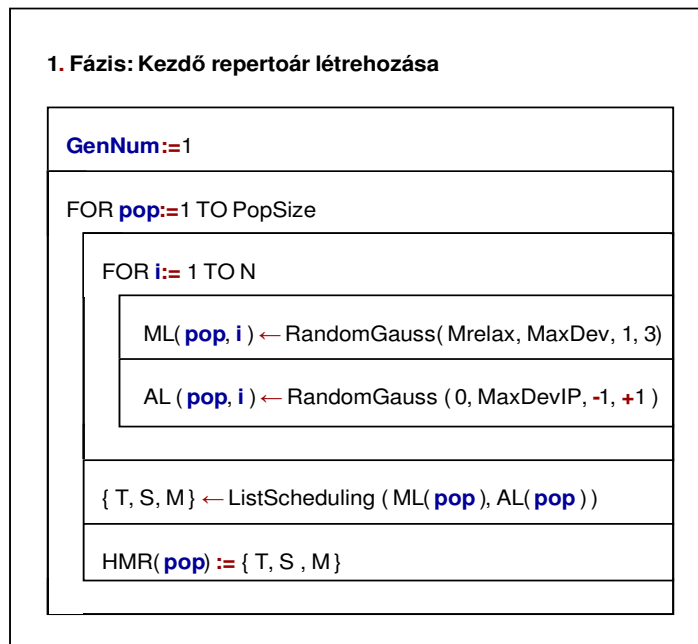 1. Fázis: Kezdő repertoár létrehozása
GenNum:=1
FOR pop:=1 TO PopSize
FOR i:= 1 TO N
ML( pop, i ) ← RandomGauss( Mrelax, MaxDev, 1, 3)
AL ( pop, i ) ← RandomGauss ( 0, MaxDevIP, -1, +1 )
{ T, S, M } ← ListScheduling ( ML( pop ), AL( pop ) )
HMR( pop) := { T, S , M }